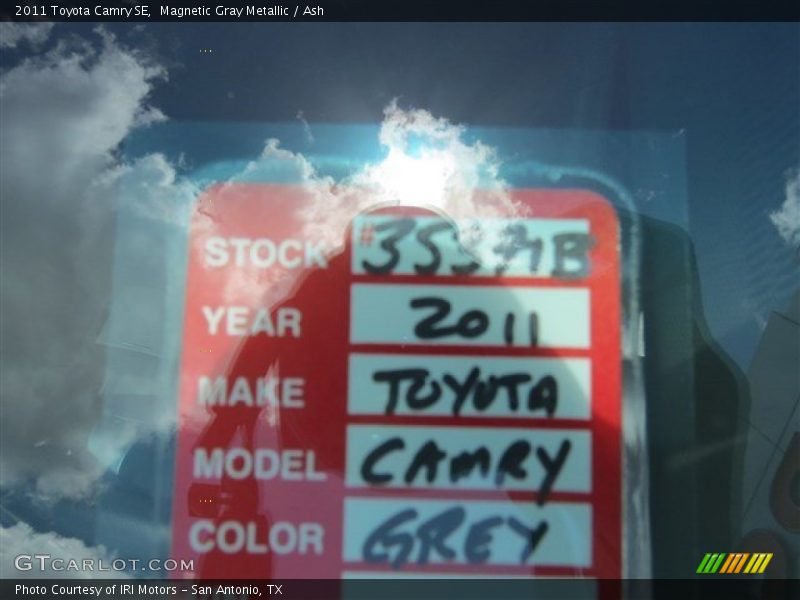 2011 Toyota Camry SE,  Magnetic Gray Metallic / Ash
STOCK #
YEAR 2011
MAKE TOYOTA
MODEL CAMRY
COLOR GREY
GTCARLOT.COM
Photo Courtesy of IRI Motors - San Antonio, TX